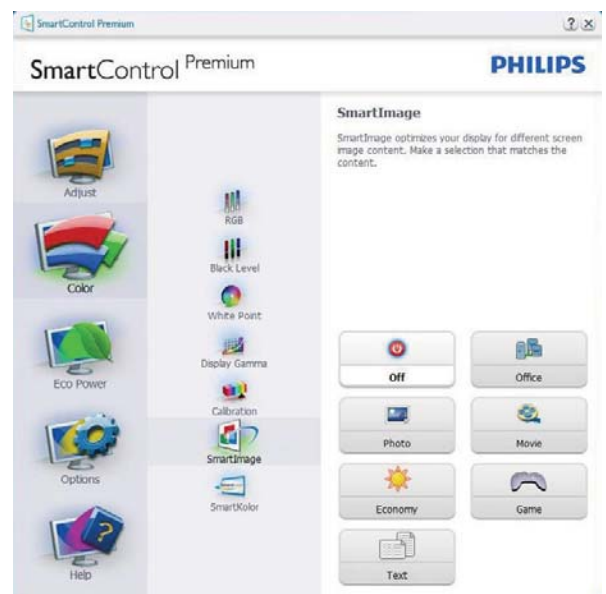 SmartControl Premium
? ×
SmartControl Premium
PHILIPS
Adjust
Color
Eco Power
Options
Help
RGB
Black Level
White Point
Display Gamma
Calibration
SmartImage
SmartKolor
SmartImage
SmartImage optimizes your display for different screen
image content. Make a selection that matches the
content.
Off
Office
Photo
Movie
Economy
Game
Text